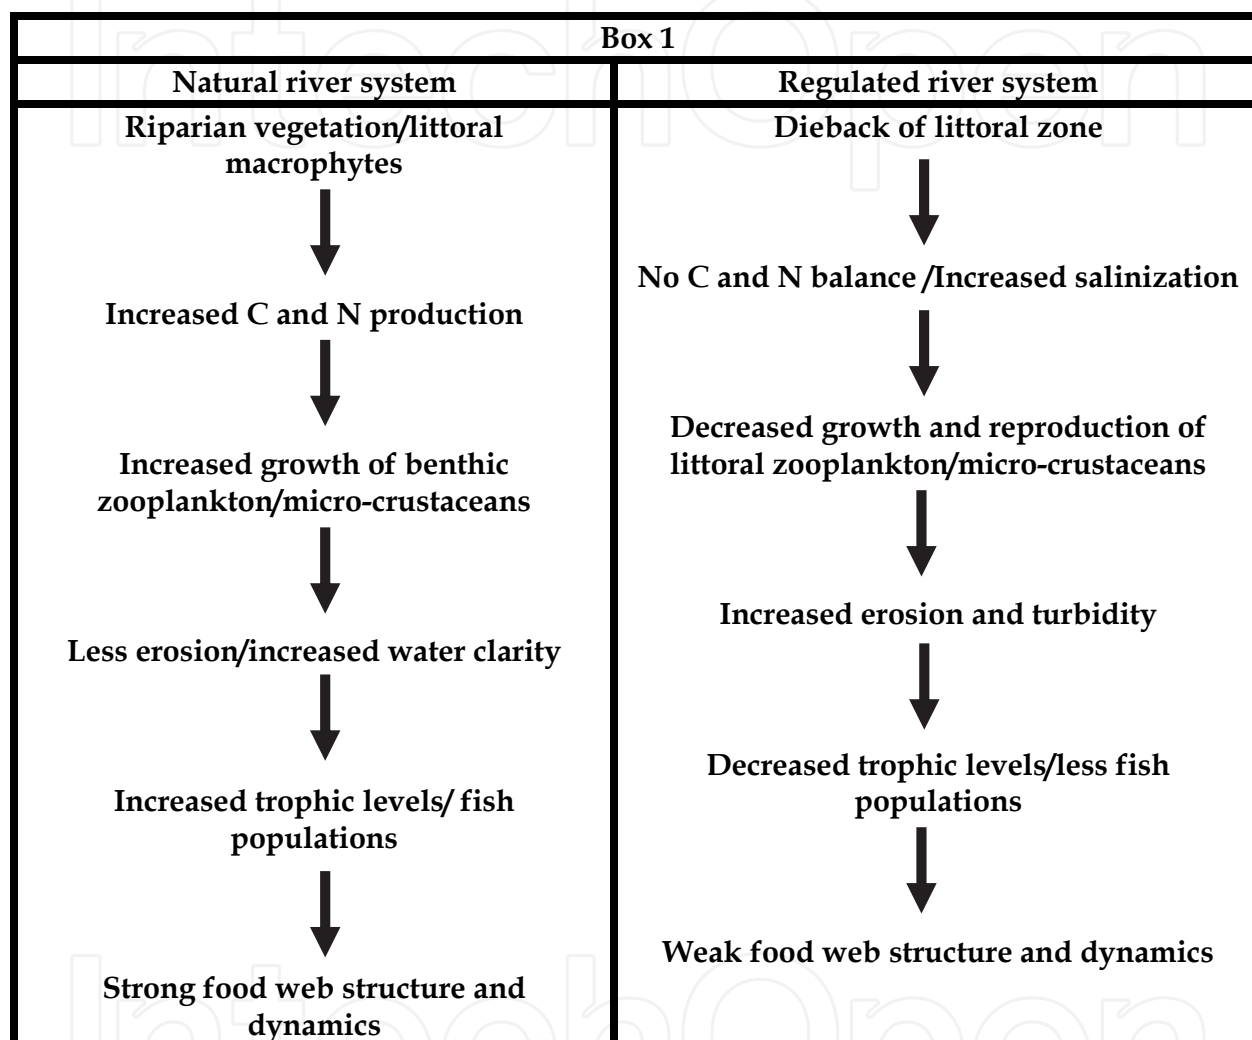 Box 1
Natural river system
Regulated river system
Riparian vegetation/littoral
macrophytes
Increased C and N production
Increased growth of benthic
zooplankton/micro-crustaceans
Less erosion/increased water clarity
Increased trophic levels/ fish
populations
Strong food web structure and
dynamics
Dieback of littoral zone
No C and N balance /Increased salinization
Decreased growth and reproduction of
littoral zooplankton/micro-crustaceans
Increased erosion and turbidity
Decreased trophic levels/less fish
populations
Weak food web structure and dynamics
IntechOpen
IntechOpen